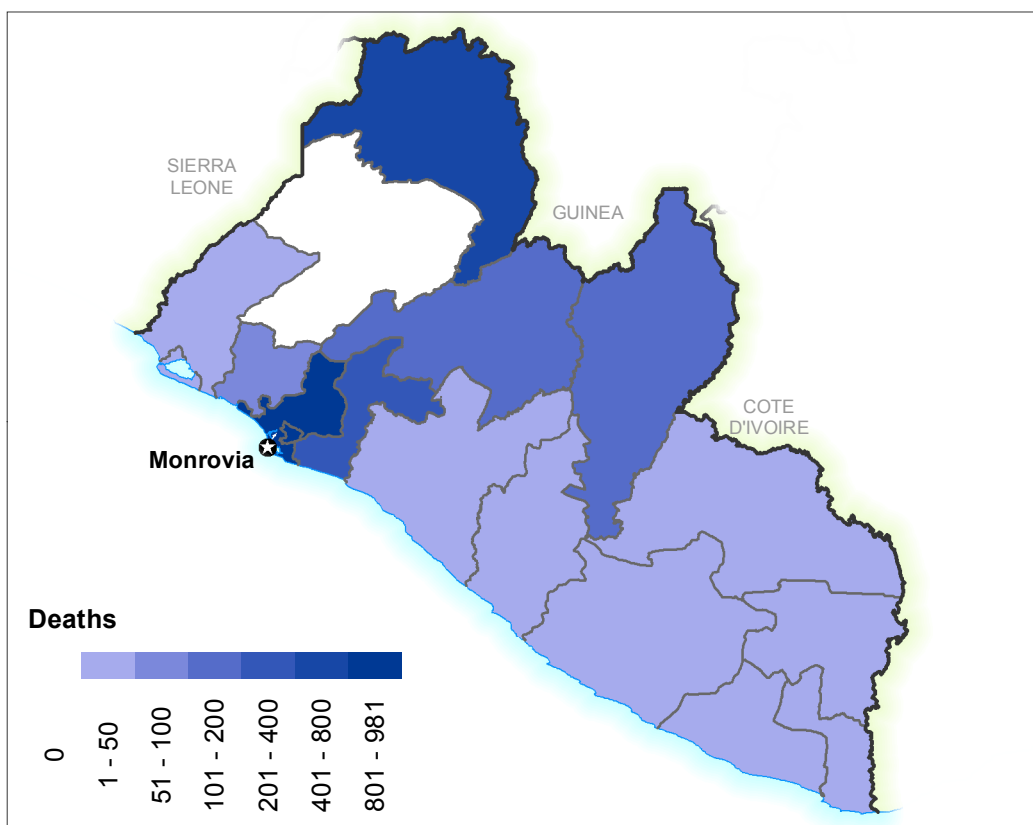 SIERRA
LEONE
GUINEA
COTE
D'IVOIRE
Monrovia
Deaths
0
1 - 50
51 - 100
101 - 200
201 - 400
401 - 800
801 - 981